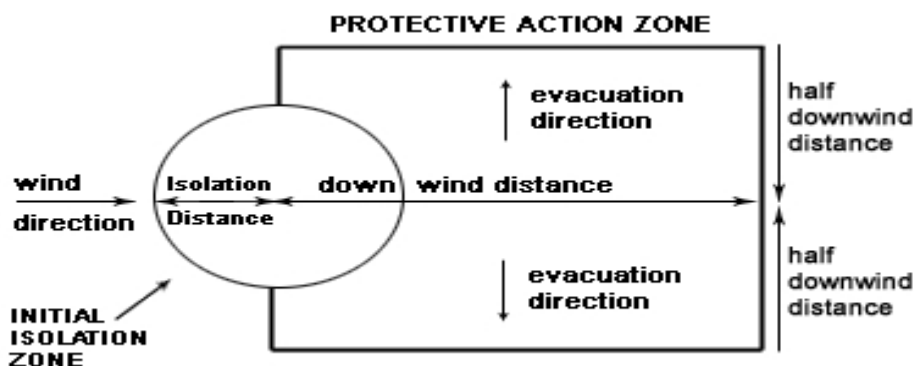 PROTECTIVE ACTION ZONE
evacuation
direction
half
downwind
distance
wind
direction
Isolation
Distance
down wind distance
evacuation
direction
half
downwind
distance
INITIAL
ISOLATION
ZONE